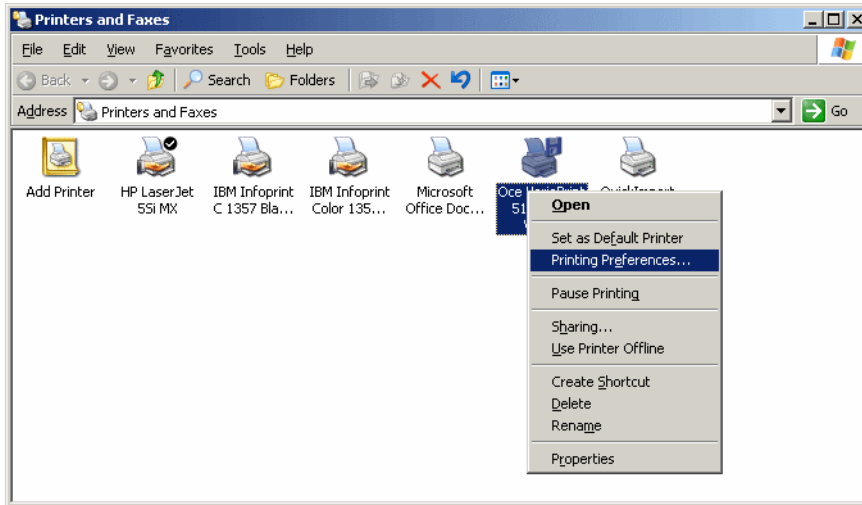 Printers and Faxes
File Edit View Favorites Tools Help
Back Search Folders
Address Printers and Faxes Go
Add Printer HP LaserJet IBM Infoprint IBM Infoprint Microsoft Oce
5Si MX C 1357 Bla... Color 135... Office Doc... 51
Open
Set as Default Printer
Printing Preferences...
Pause Printing
Sharing...
Use Printer Offline
Create Shortcut
Delete
Rename
Properties